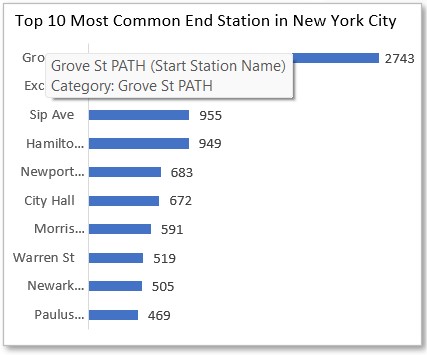 Top 10 Most Common End Station in New York City
Gro
2743
Grove St PATH (Start Station Name)
Category: Grove St PATH
Exc
Sip Ave 955
Hamilto... 949
Newport... 683
City Hall 672
Morris... 591
Warren St 519
Newark... 505
Paulus... 469